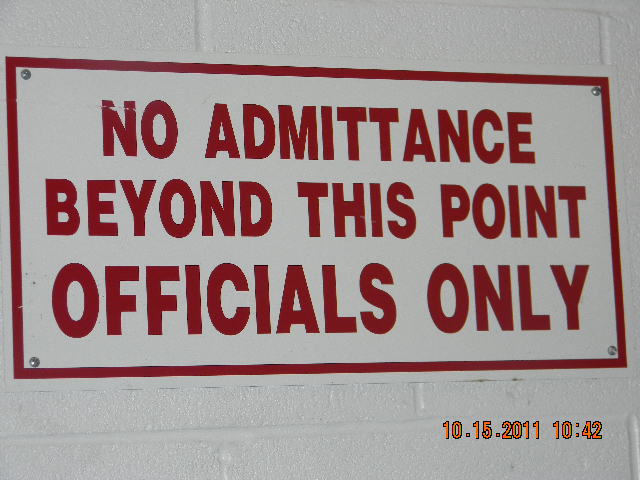 NO ADMITTANCE
BEYOND THIS POINT
OFFICIALS ONLY
10.15.2011 10:42